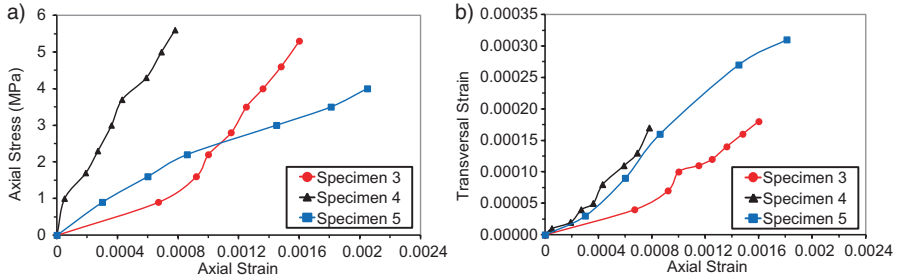 a)
Axial Stress (MPa)
6
5
4
3
2
1
0
0 0.0004 0.0008 0.0012 0.0016 0.002 0.0024
Axial Strain
Specimen 3
Specimen 4
Specimen 5
b)
Transversal Strain
0.00035
0.00030
0.00025
0.00020
0.00015
0.00010
0.00005
0.00000
0 0.0004 0.0008 0.0012 0.0016 0.002 0.0024
Axial Strain
Specimen 3
Specimen 4
Specimen 5